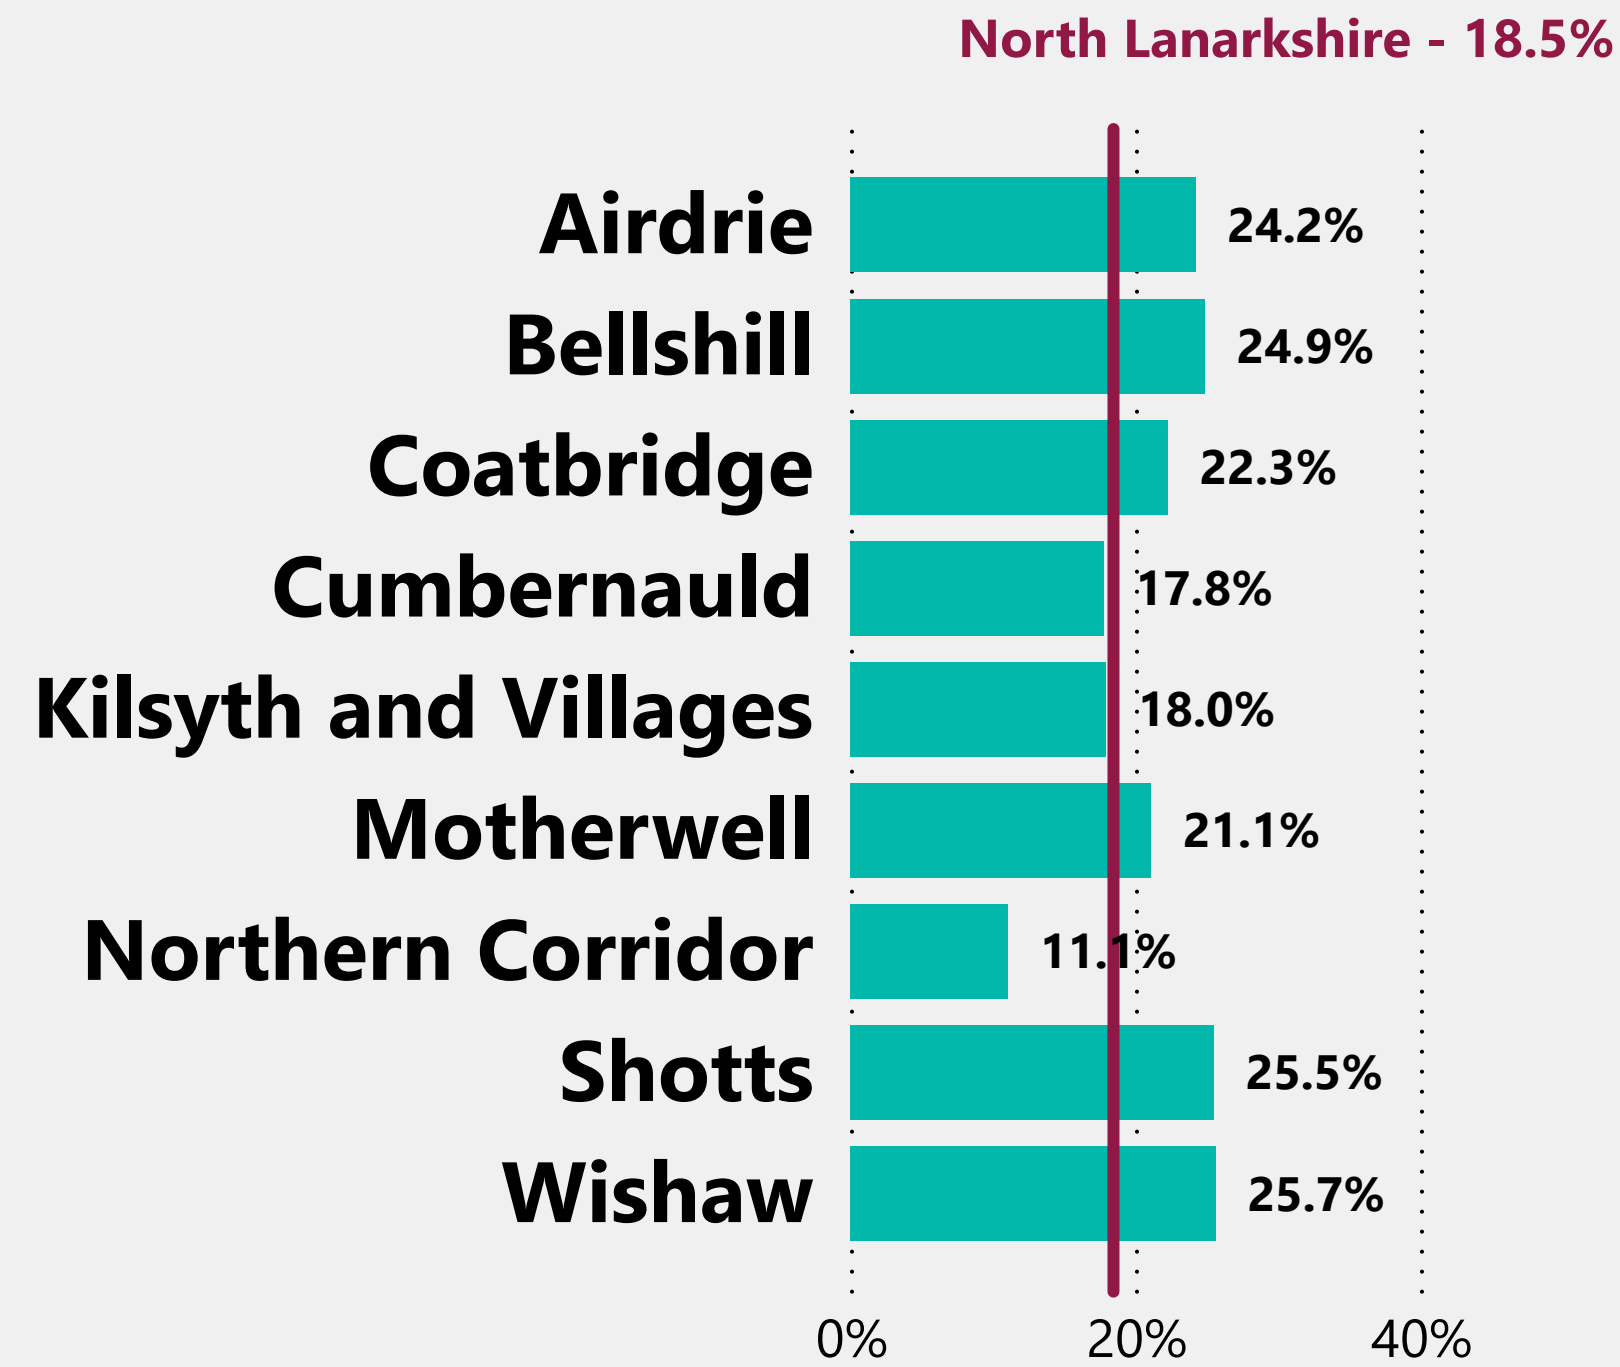 North Lanarkshire - 18.5%
Airdrie 24.2%
Bellshill 24.9%
Coatbridge 22.3%
Cumbernauld 17.8%
Kilsyth and Villages 18.0%
Motherwell 21.1%
Northern Corridor 11.1%
Shotts 25.5%
Wishaw 25.7%
0% 20% 40%